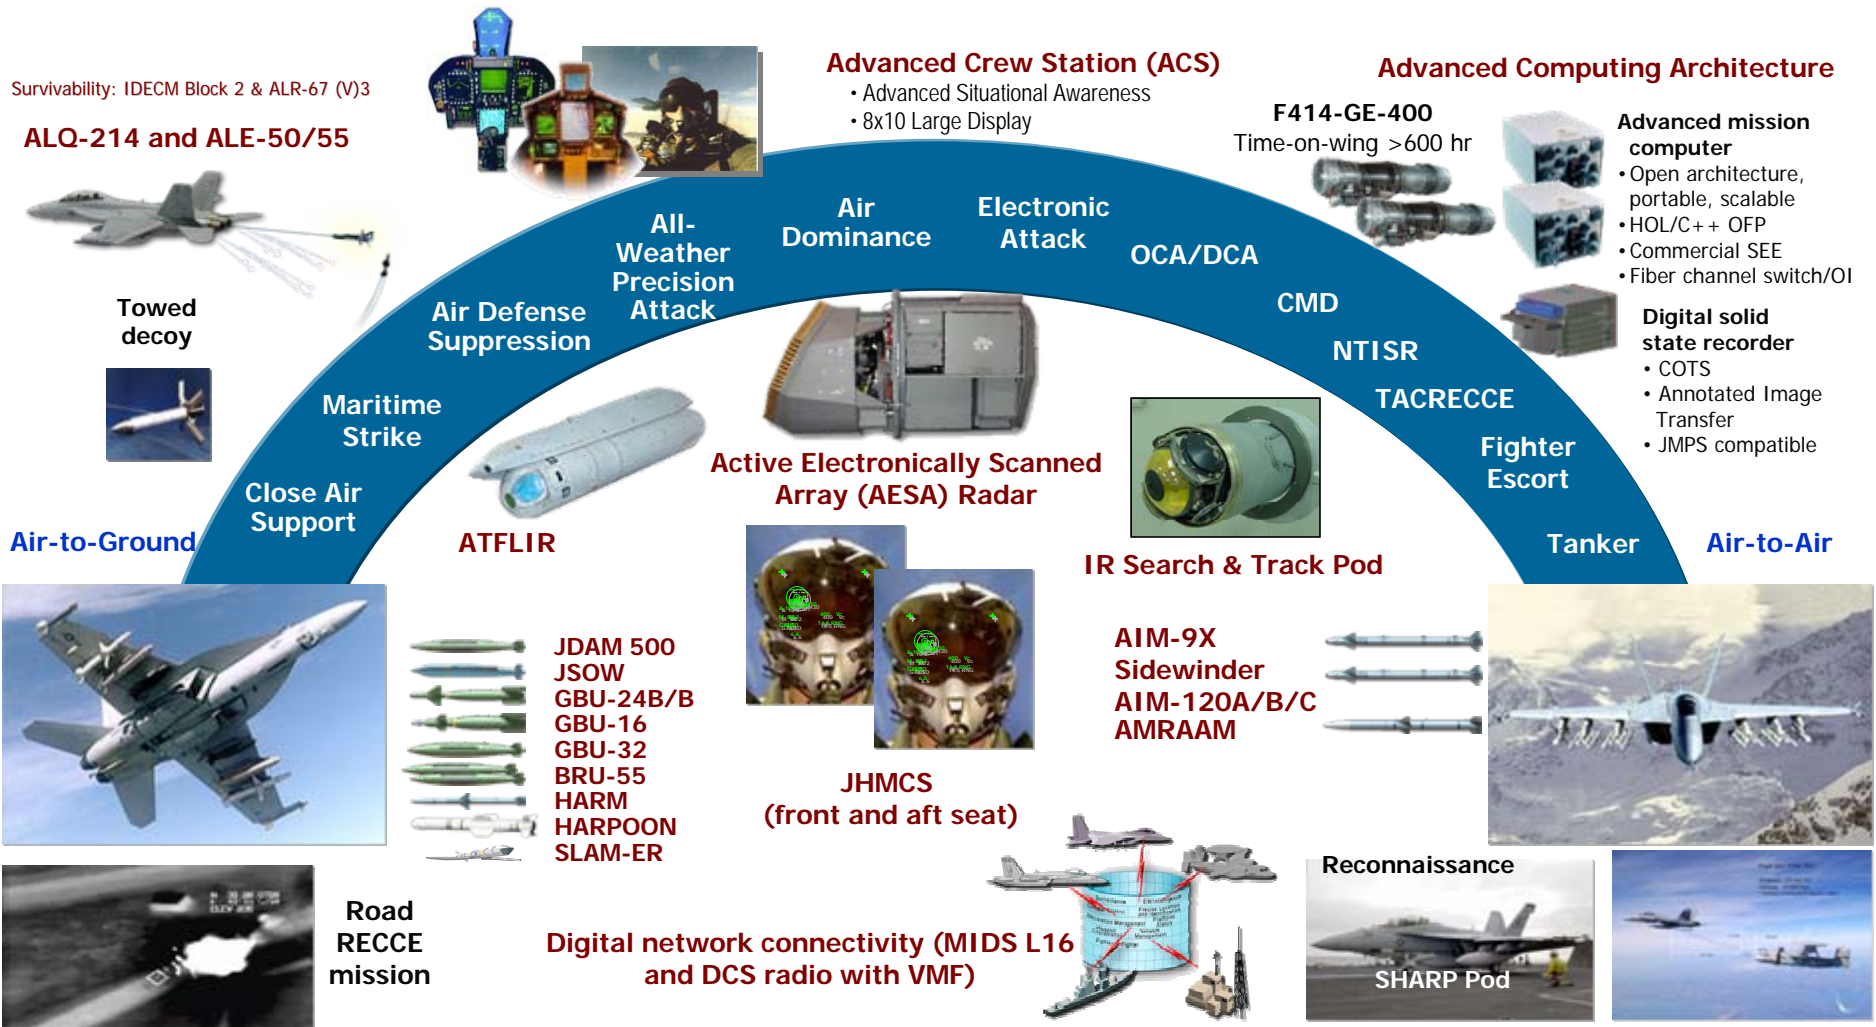 Survivability: IDECM Block 2 & ALR-67 (V)3
ALQ-214 and ALE-50/55
Towed
decoy
Advanced Crew Station (ACS)
• Advanced Situational Awareness
• 8x10 Large Display
Advanced Computing Architecture
F414-GE-400
Time-on-wing >600 hr
Advanced mission
computer
• Open architecture,
portable, scalable
• HOL/C++ OFP
• Commercial SEE
• Fiber channel switch/OI
Digital solid
state recorder
• COTS
• Annotated Image
Transfer
• JMPS compatible
Air-to-Ground
Close Air
Support
Maritime
Strike
Air Defense
Suppression
All-
Weather
Precision
Attack
Air
Dominance
Electronic
Attack
OCA/DCA
CMD
NTISR
TACRECCE
Fighter
Escort
Tanker
Air-to-Air
ATFLIR
Active Electronically Scanned
Array (AESA) Radar
IR Search & Track Pod
JDAM 500
JSOW
GBU-24B/B
GBU-16
GBU-32
BRU-55
HARM
HARPOON
SLAM-ER
JHMCS
(front and aft seat)
AIM-9X
Sidewinder
AIM-120A/B/C
AMRAAM
Road
RECCE
mission
Digital network connectivity (MIDS L16
and DCS radio with VMF)
Reconnaissance
SHARP Pod